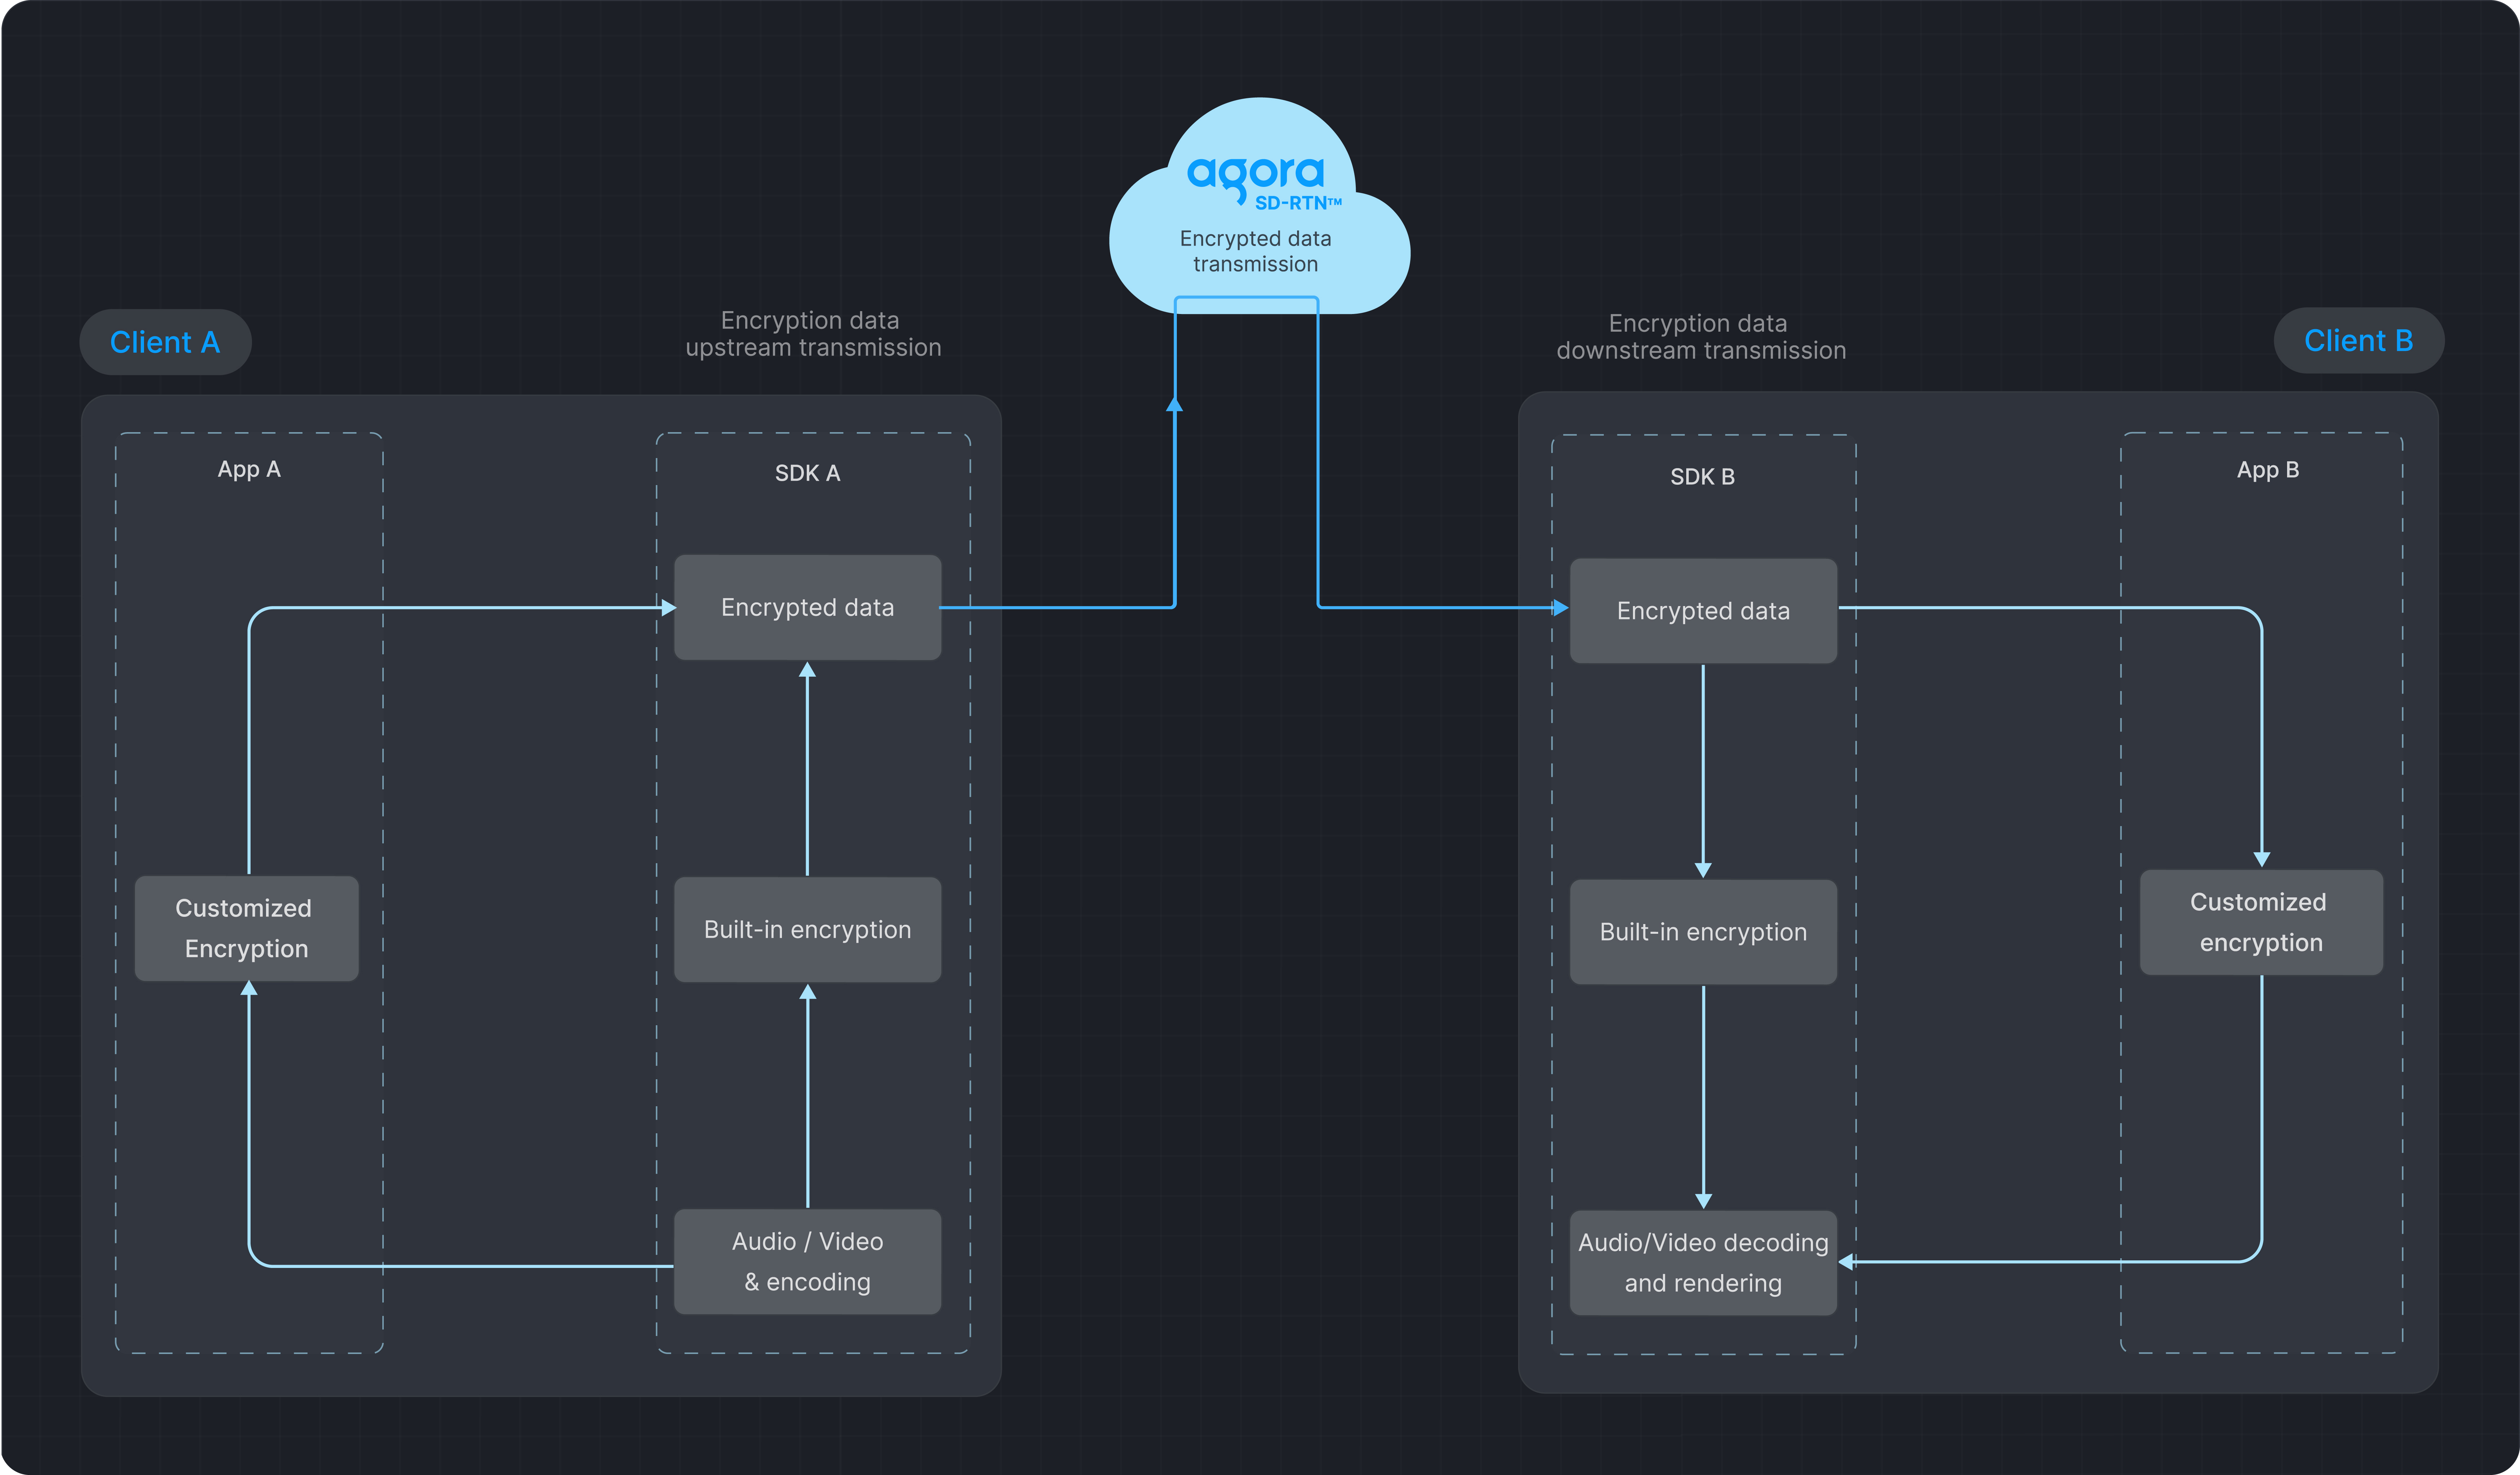 agora
SD-RTN™
Encrypted data
transmission
Client A
Encryption data
upstream transmission
Encryption data
downstream transmission
Client B
App A
SDK A
SDK B
App B
Encrypted data
Encrypted data
Customized
Encryption
Built-in encryption
Built-in encryption
Customized
encryption
Audio / Video
& encoding
Audio/Video decoding
and rendering